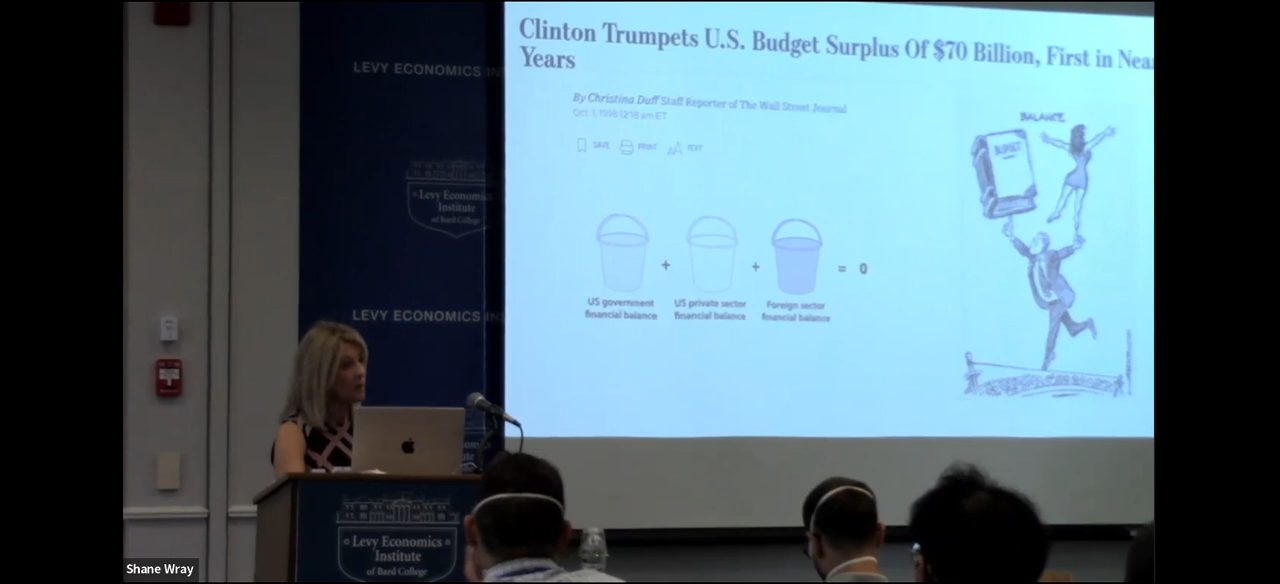 Clinton Trumpets U.S. Budget Surplus Of $70 Billion, First in Nea
Years
By Christina Duff Staff Reporter of The Wall Street Journal
Oct. 1, 1998 12:18 am ET
SAVE PRINT AA TEXT
BALANCE
BUDGET
+ + = 0
US government
financial balance
US private sector
financial balance
Foreign sector
financial balance
LEVY ECONOMICS IN
Levy Economics
Institute
of Bard College
LEVY ECONOMICS IN
Levy Economics
Institute
of Bard College
Shane Wray